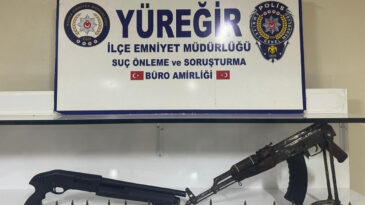 YÜREĞİR
İLÇE EMNİYET MÜDÜRLÜĞÜ
SUÇ ÖNLEME ve SORUŞTURMA
BÜRO AMİRLİĞİ
POLİS